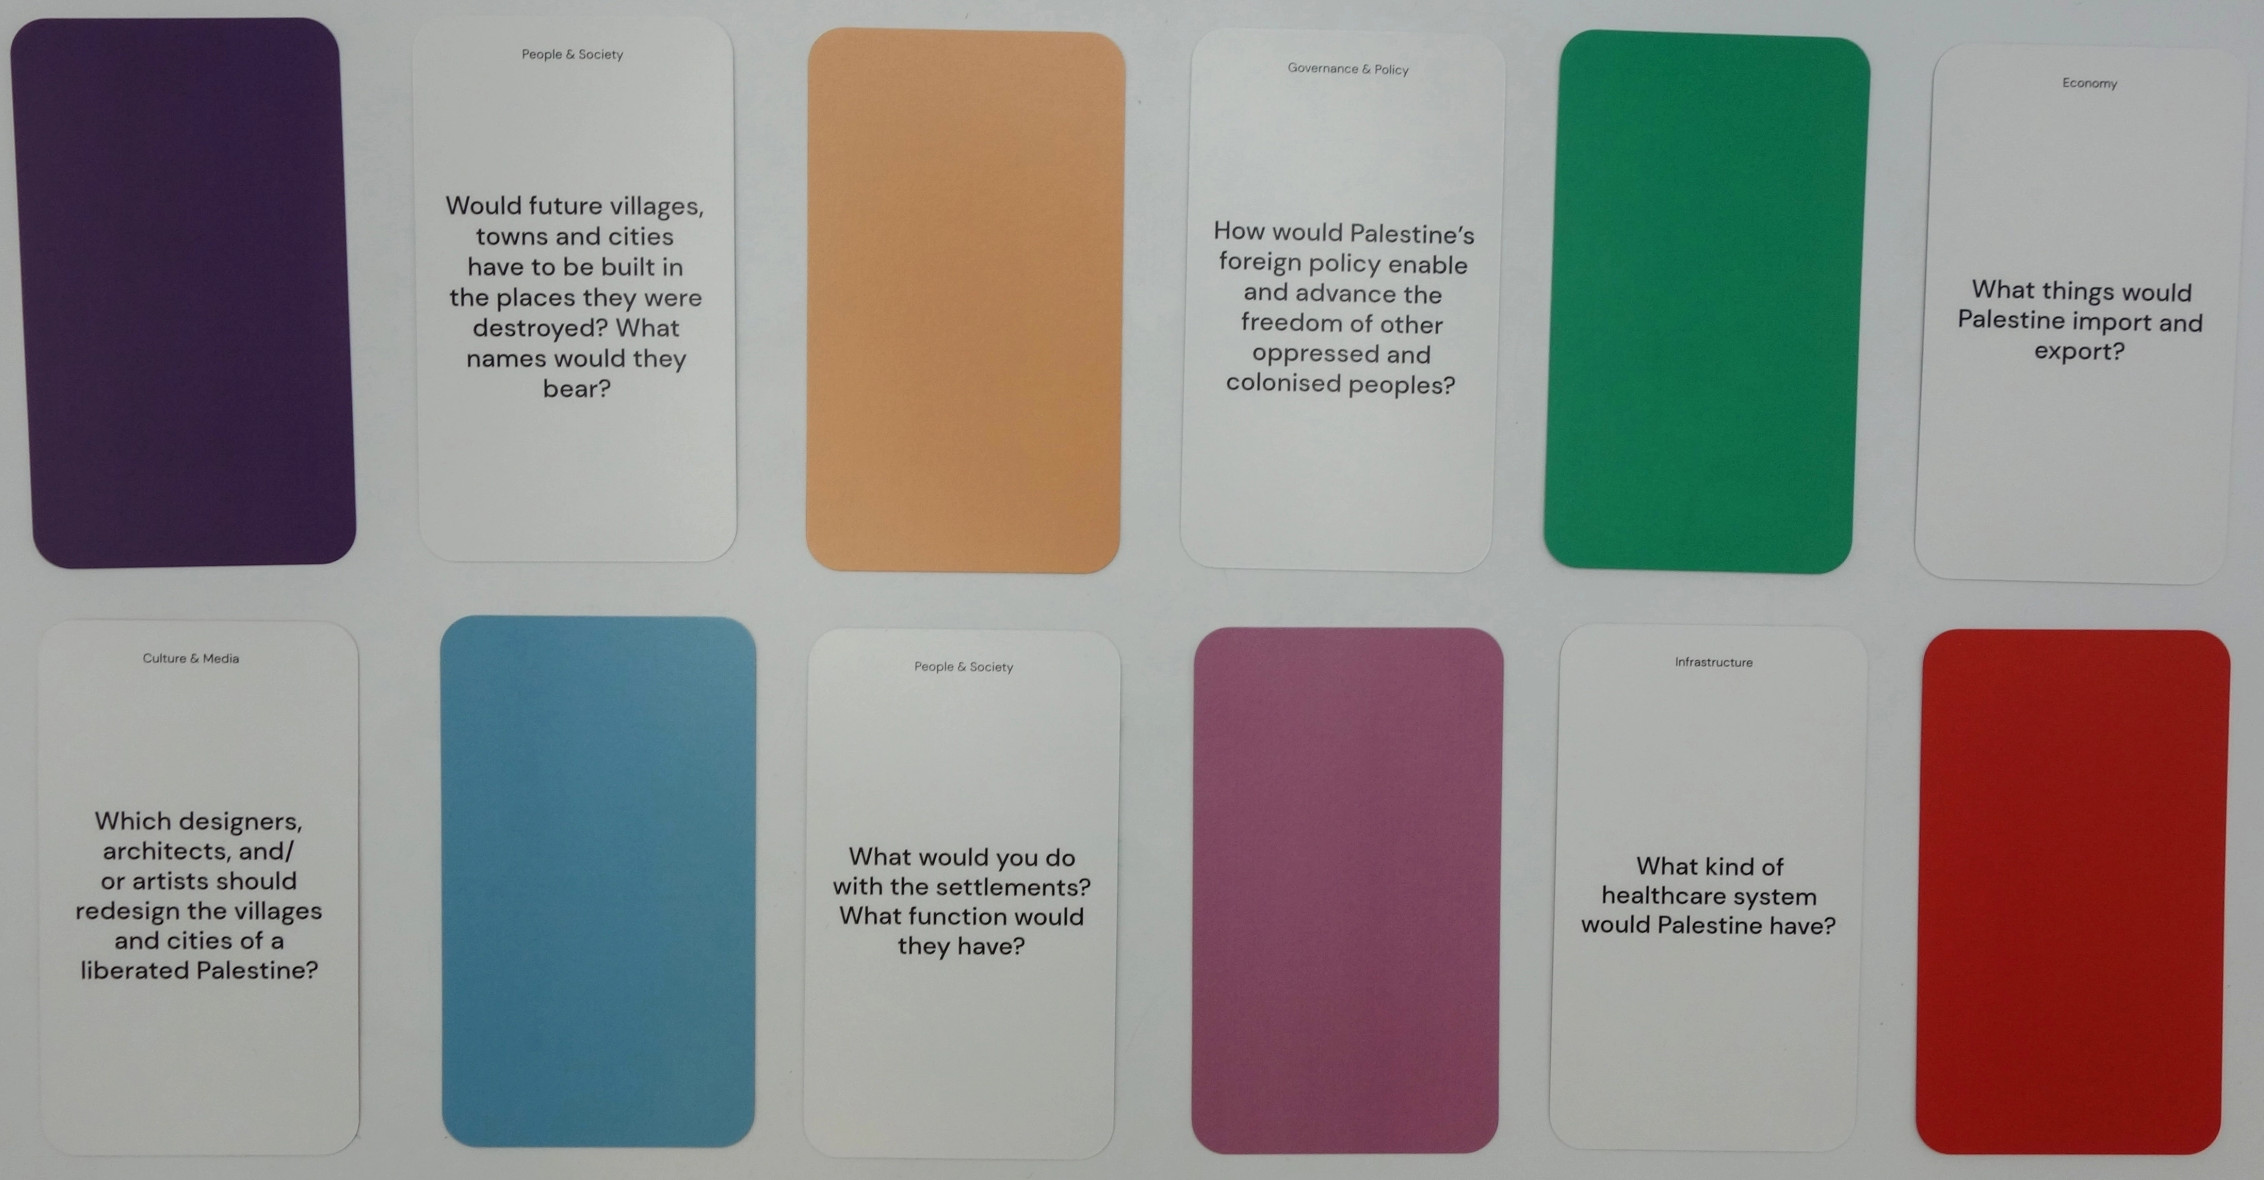 People & Society
Would future villages,
towns and cities
have to be built in
the places they were
destroyed? What
names would they
bear?
Governance & Policy
How would Palestine's
foreign policy enable
and advance the
freedom of other
oppressed and
colonised peoples?
Economy
What things would
Palestine import and
export?
Culture & Media
Which designers,
architects, and/
or artists should
redesign the villages
and cities of a
liberated Palestine?
People & Society
What would you do
with the settlements?
What function would
they have?
Infrastructure
What kind of
healthcare system
would Palestine have?